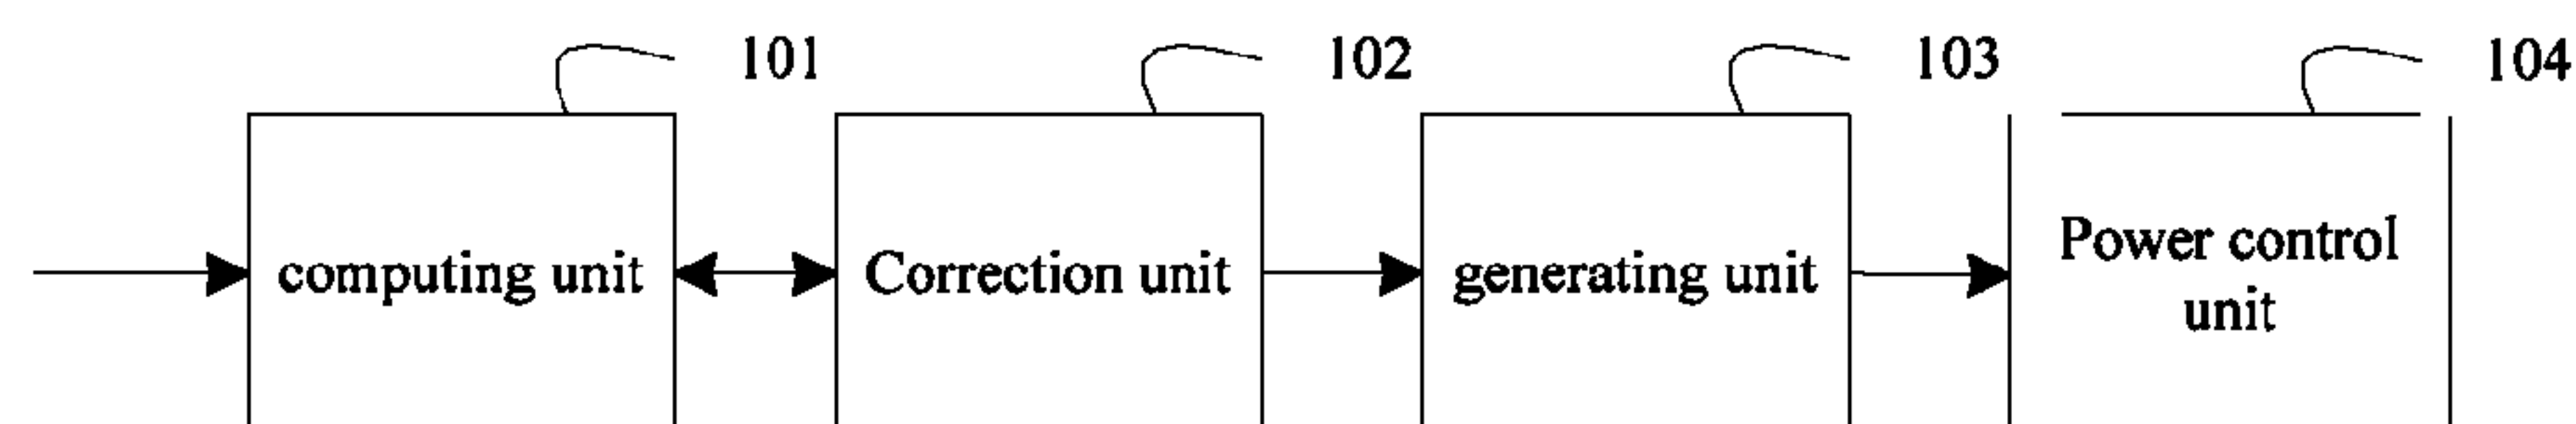 101
102
103
104
computing unit
Correction unit
generating unit
Power control
unit